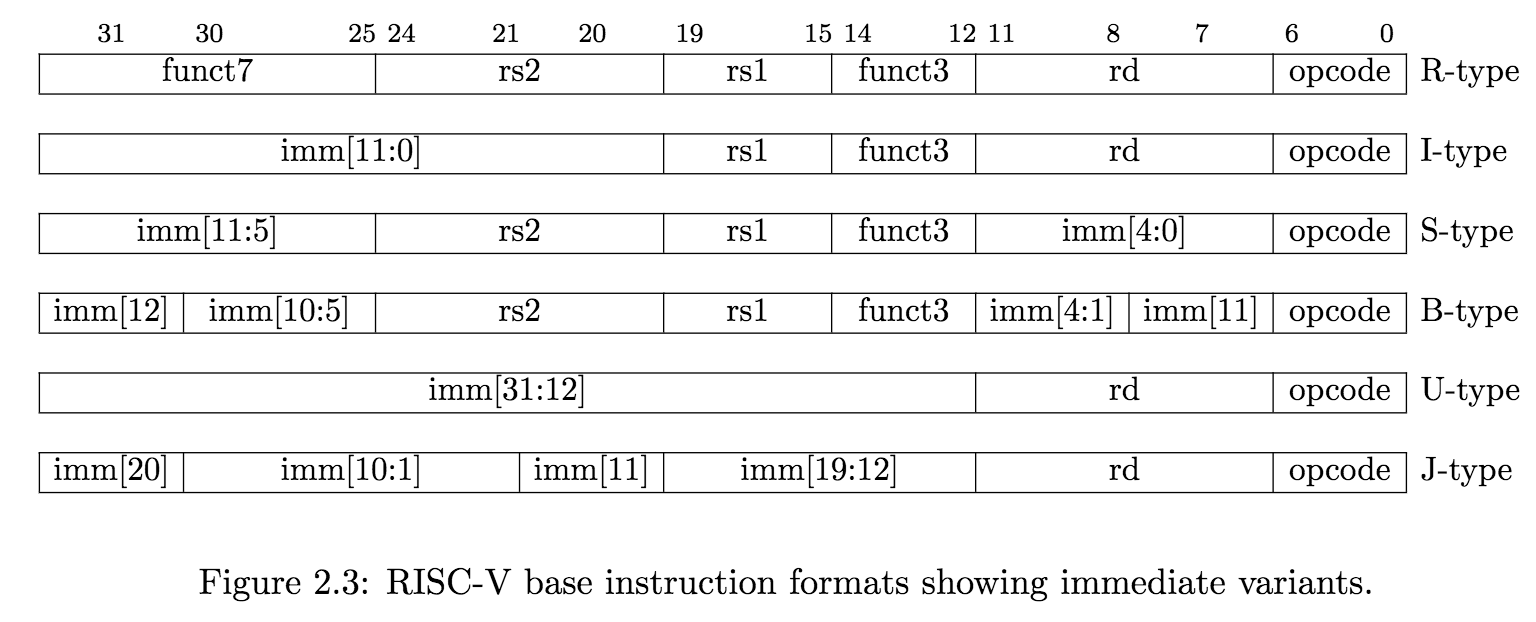 31 30 25 24 21 20 19 15 14 12 11 8 7 6 0
funct7 rs2 rs1 funct3 rd opcode R-type
imm[11:0] rs1 funct3 rd opcode I-type
imm[11:5] rs2 rs1 funct3 imm[4:0] opcode S-type
imm[12] imm[10:5] rs2 rs1 funct3 imm[4:1] imm[11] opcode B-type
imm[31:12] rd opcode U-type
imm[20] imm[10:1] imm[11] imm[19:12] rd opcode J-type
Figure 2.3: RISC-V base instruction formats showing immediate variants.